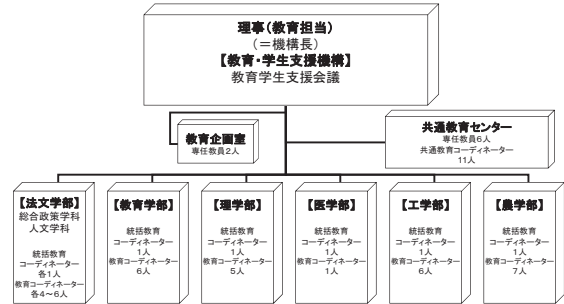 理事(教育担当)
(＝機構長)
【教育・学生支援機構】
教育学生支援会議
教育企画室
専任教員2人
共通教育センター
専任教員6人
共通教育コーディネーター
11人
【法文学部】
総合政策学科
人文学科
統括教育
コーディネーター
各1人
教育コーディネーター
各4～6人
【教育学部】
統括教育
コーディネーター
1人
教育コーディネーター
6人
【理学部】
統括教育
コーディネーター
1人
教育コーディネーター
5人
【医学部】
統括教育
コーディネーター
1人
教育コーディネーター
1人
【工学部】
統括教育
コーディネーター
1人
教育コーディネーター
6人
【農学部】
統括教育
コーディネーター
1人
教育コーディネーター
7人